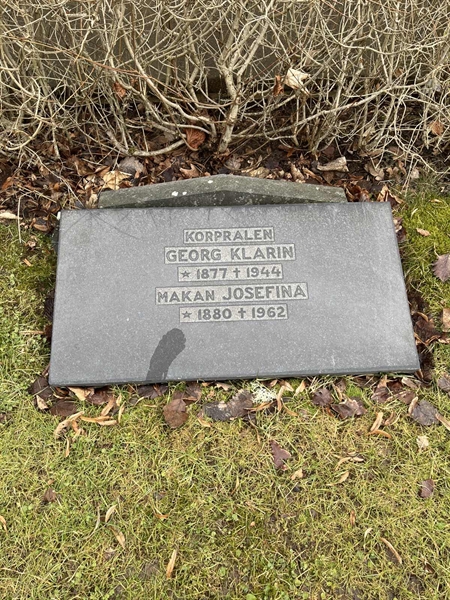 KORPRALEN
GEORG KLARIN
* 1877 † 1944
MAKAN JOSEFINA
* 1880 † 1962